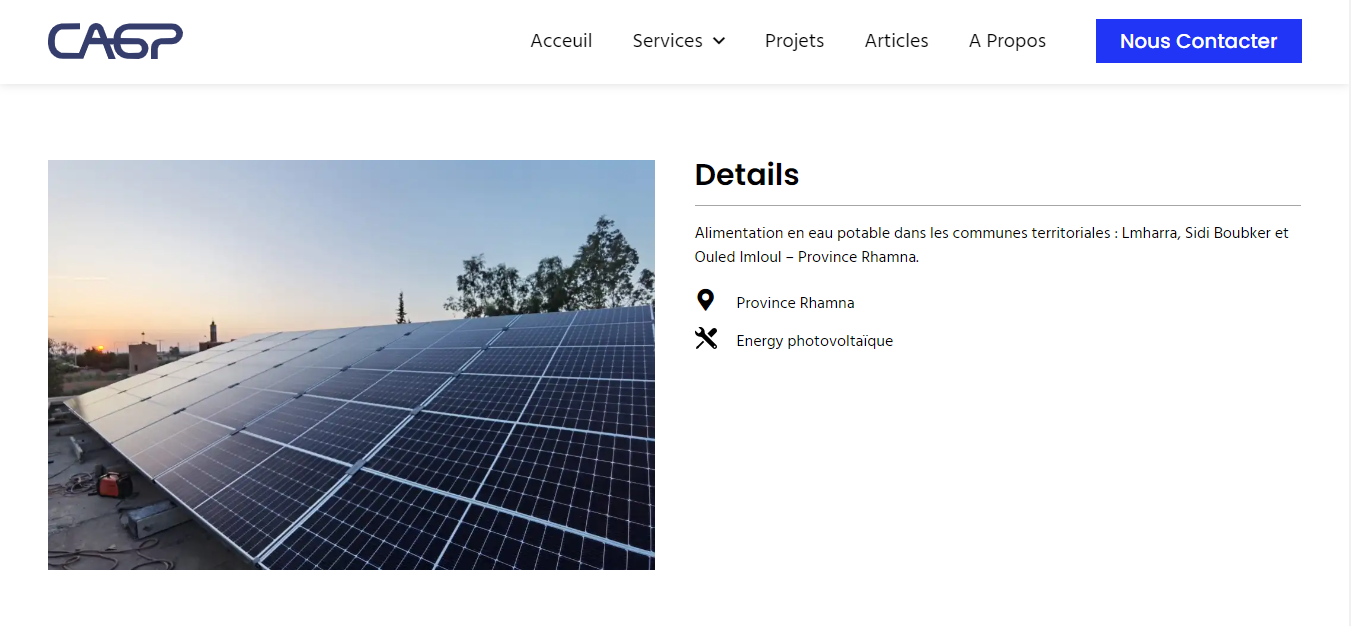 CAGP
Acceuil
Services
Projets
Articles
A Propos
Nous Contacter
Details
Alimentation en eau potable dans les communes territoriales : Lmharra, Sidi Boubker et
Ouled Imloul – Province Rhamna.
Province Rhamna
Energy photovoltaïque